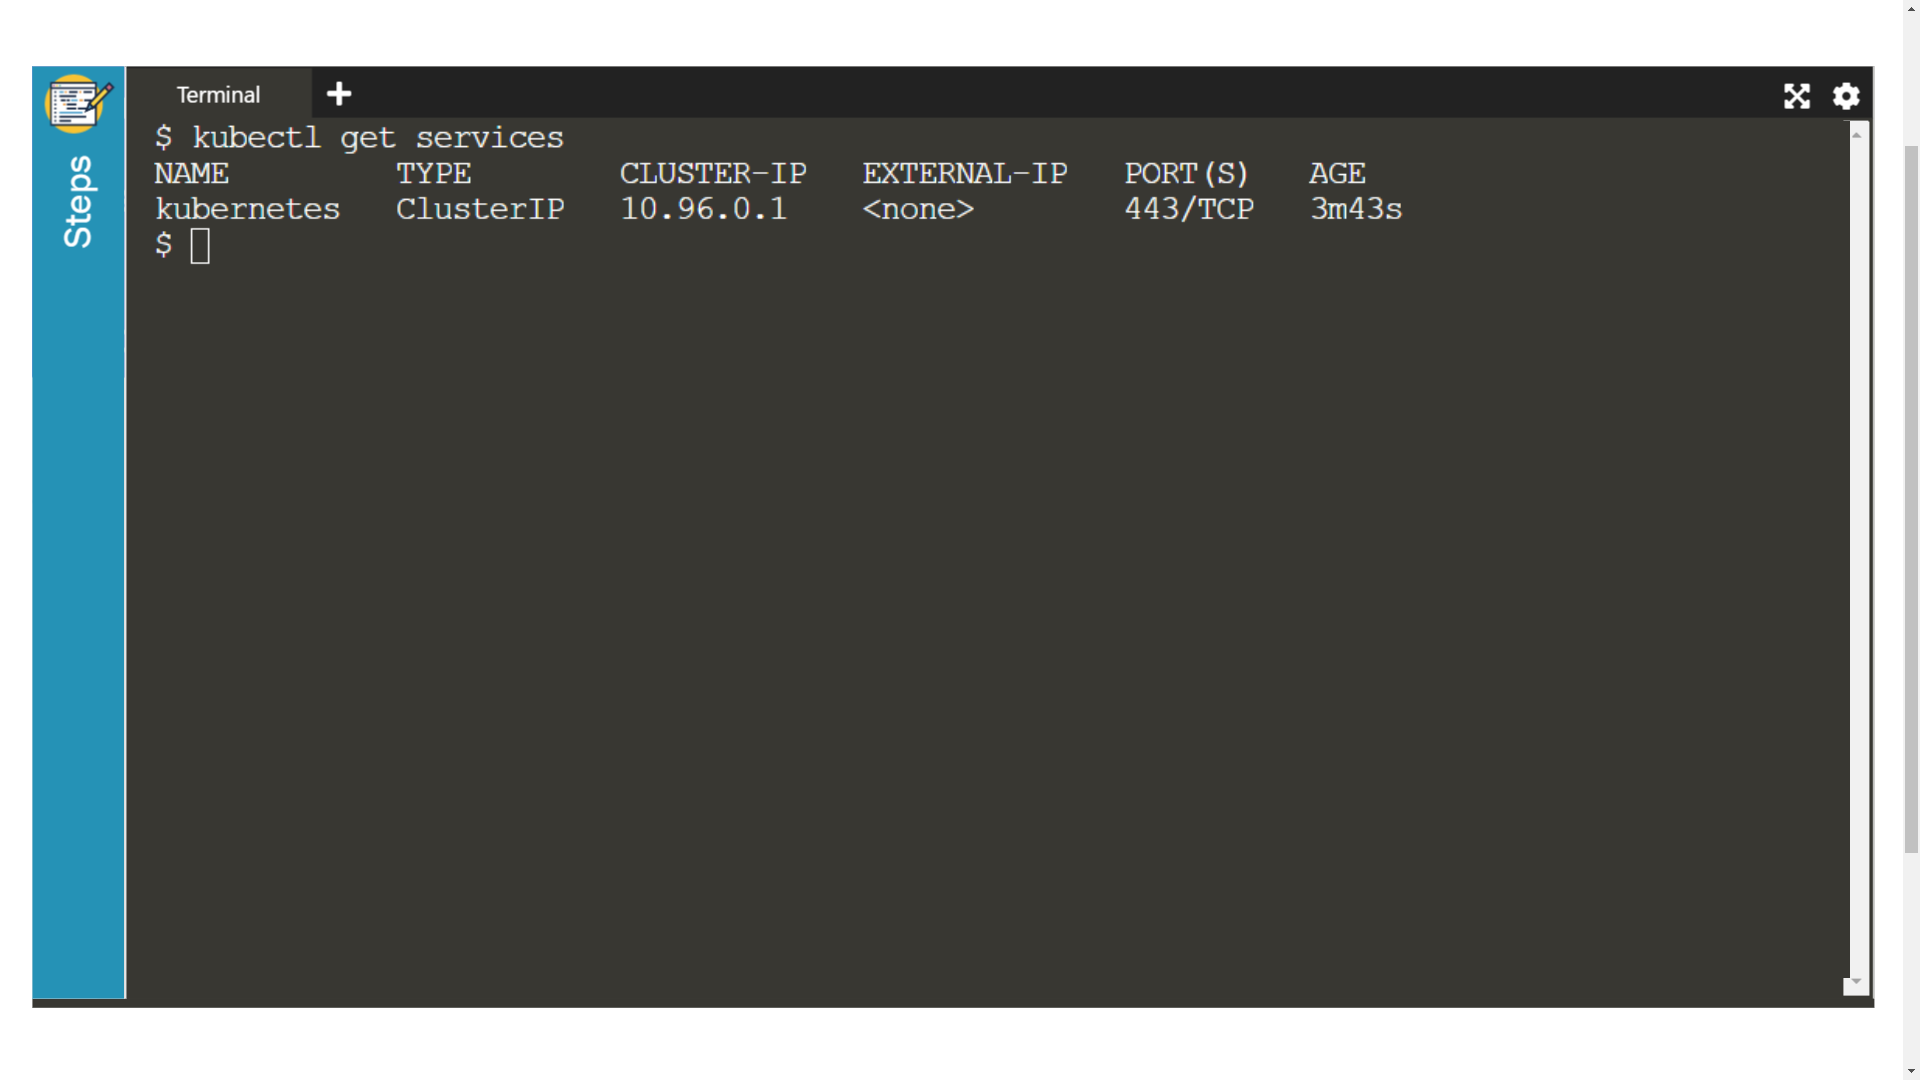 Steps
Terminal
$ kubectl get services
NAME TYPE CLUSTER-IP EXTERNAL-IP PORT(S) AGE
kubernetes ClusterIP 10.96.0.1 <none> 443/TCP 3m43s
$